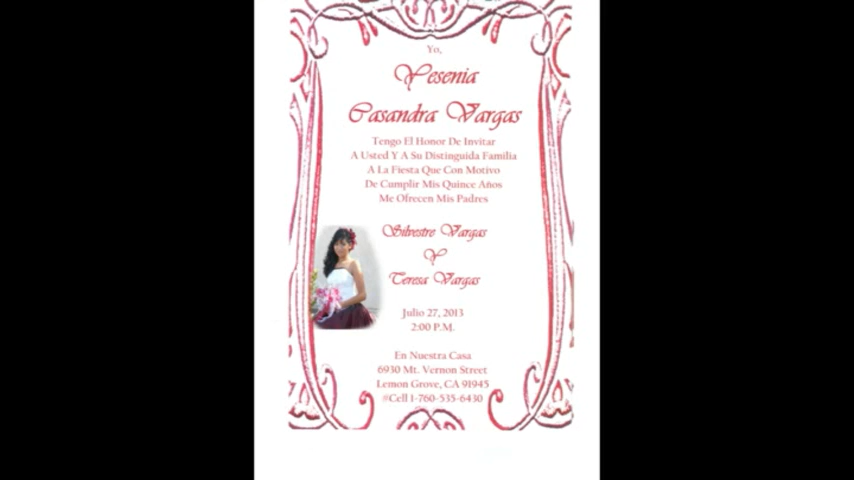 Yo,
Yesenia
Casandra Vargas
Tengo El Honor De Invitar
A Usted Y A Su Distinguida Familia
A La Fiesta Que Con Motivo
De Cumplir Mis Quince Años
Me Ofrecen Mis Padres
Silvestre Vargas
Y
Teresa Vargas
Julio 27, 2013
2:00 P.M.
En Nuestra Casa
6930 Mt. Vernon Street
Lemon Grove, CA 91945
#Cell 1-760-535-6430